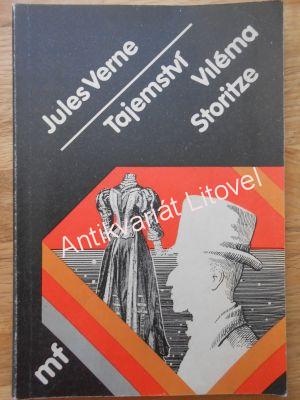 Jules Verne
Tajemství
Viléma
Storitze
Antikvariát Litovel
mf